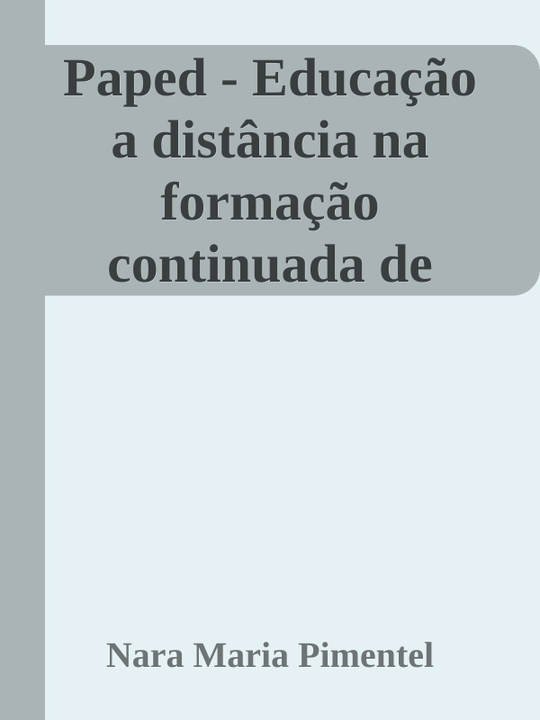 Paped - Educação
a distância na
formação
continuada de
Nara Maria Pimentel